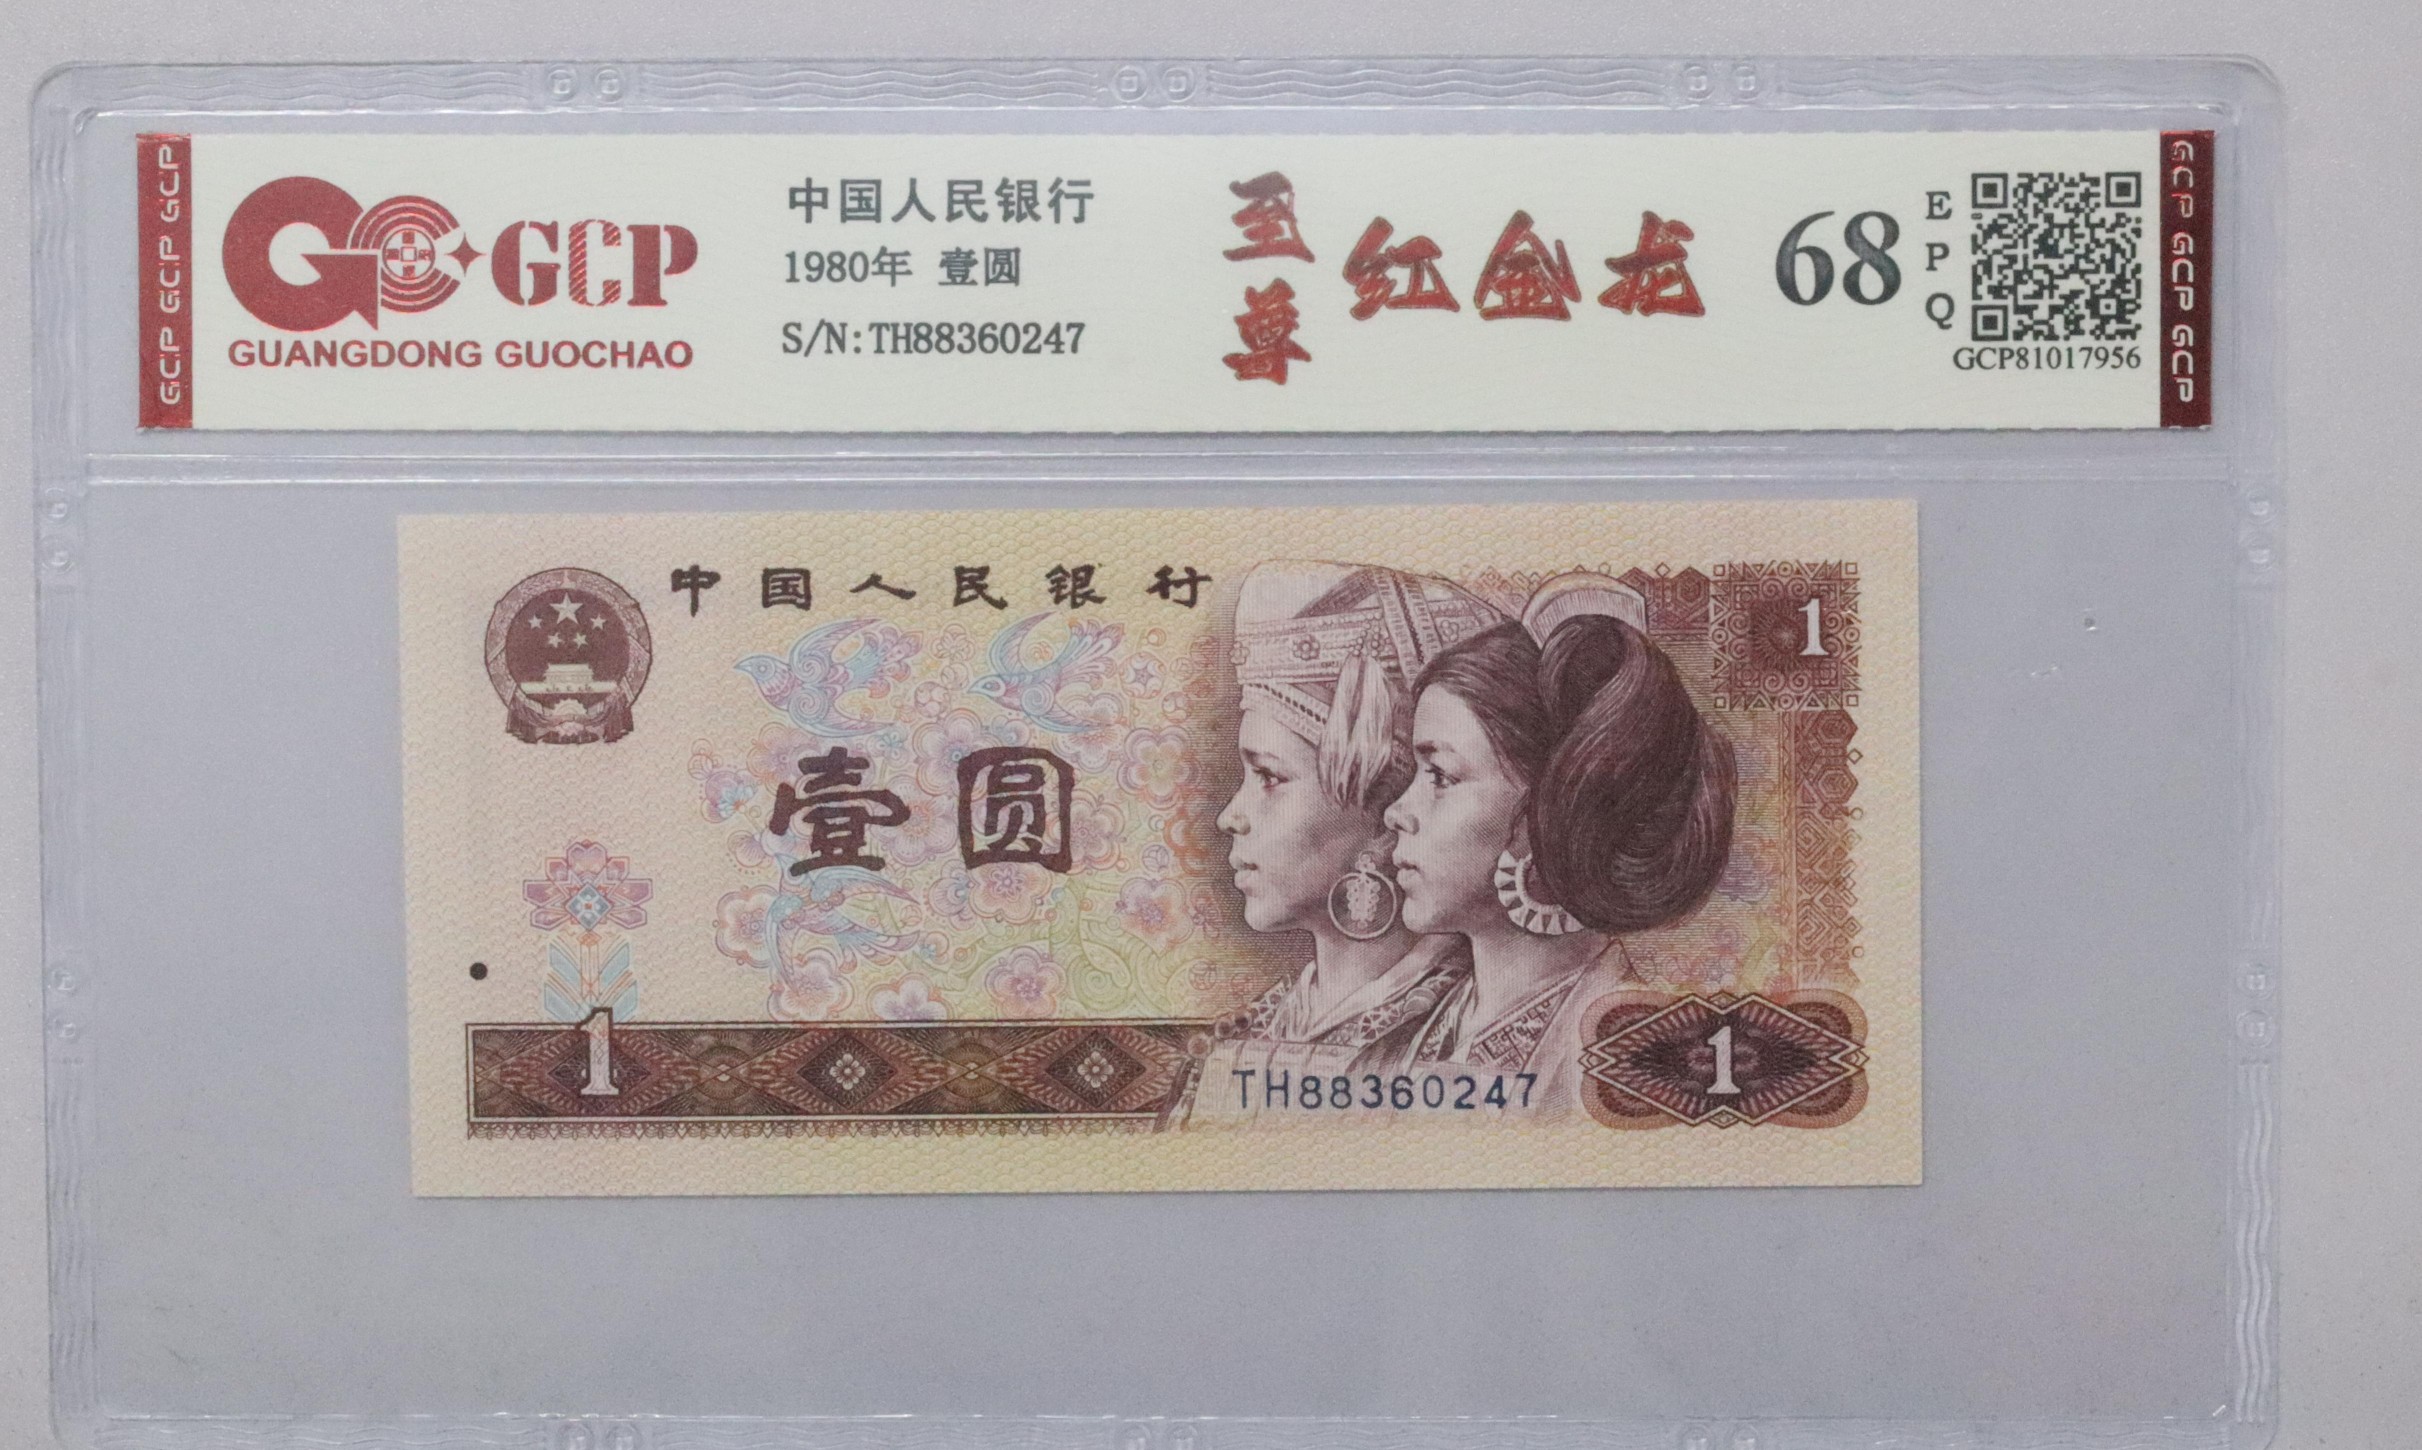 GCP GCP GCP
GCP
GUANGDONG GUOCHAO
中国人民银行
1980年 壹圆
S/N:TH88360247
至尊
红金龙
68
EPQ
GCP81017956
GCP GCP GCP
中国人民银行
1
壹圆
1
TH88360247
1